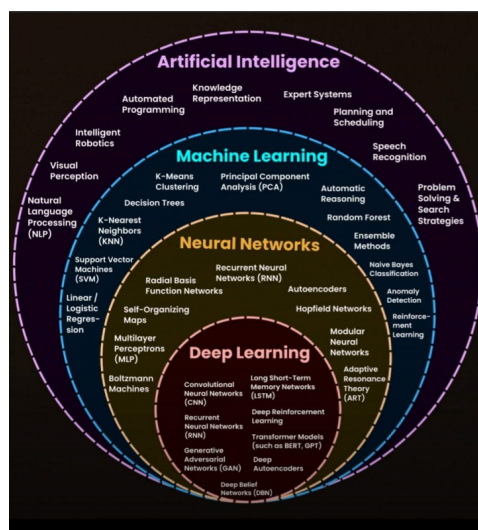 Artificial Intelligence
Knowledge
Representation
Expert Systems
Automated
Programming
Planning and
Scheduling
Intelligent
Robotics
Speech
Recognition
Visual
Perception
Problem
Solving &
Search
Strategies
Natural
Language
Processing
(NLP)
Machine Learning
K-Means
Clustering
Principal Component
Analysis (PCA)
Automatic
Reasoning
Decision Trees
Random Forest
K-Nearest
Neighbors
(KNN)
Ensemble
Methods
Support Vector
Machines
(SVM)
Naive Bayes
Classification
Anomaly
Detection
Linear /
Logistic
Regres-
sion
Reinforce-
ment
Learning
Neural Networks
Recurrent Neural
Networks (RNN)
Radial Basis
Function Networks
Autoencoders
Self-Organizing
Maps
Hopfield Networks
Multilayer
Perceptrons
(MLP)
Modular
Neural
Networks
Boltzmann
Machines
Adaptive
Resonance
Theory
(ART)
Deep Learning
Convolutional
Neural Networks
(CNN)
Long Short-Term
Memory Networks
(LSTM)
Recurrent
Neural Networks
(RNN)
Deep Reinforcement
Learning
Generative
Adversarial
Networks (GAN)
Transformer Models
(such as BERT, GPT)
Deep
Autoencoders
Deep Belief
Networks (DBN)